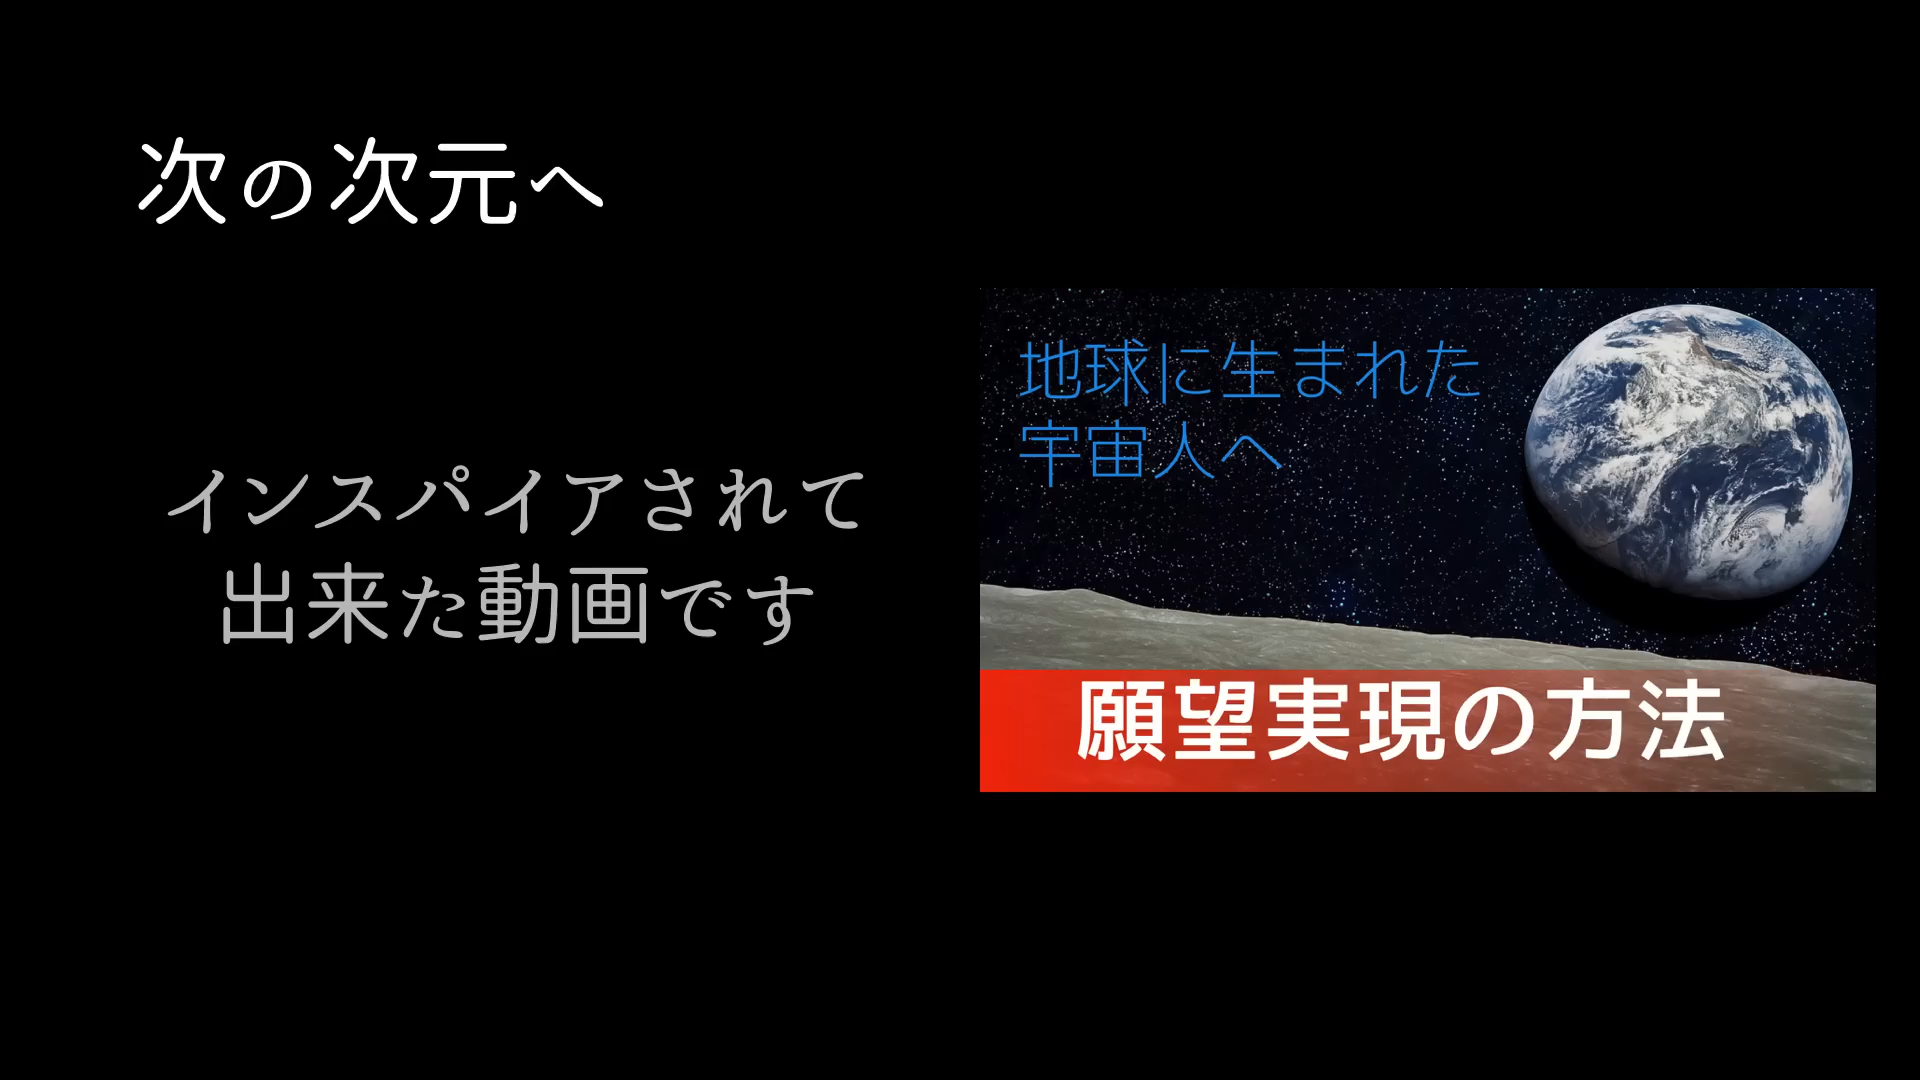 次の次元へ
インスパイアされて
出来た動画です
地球に生まれた
宇宙人へ
願望実現の方法